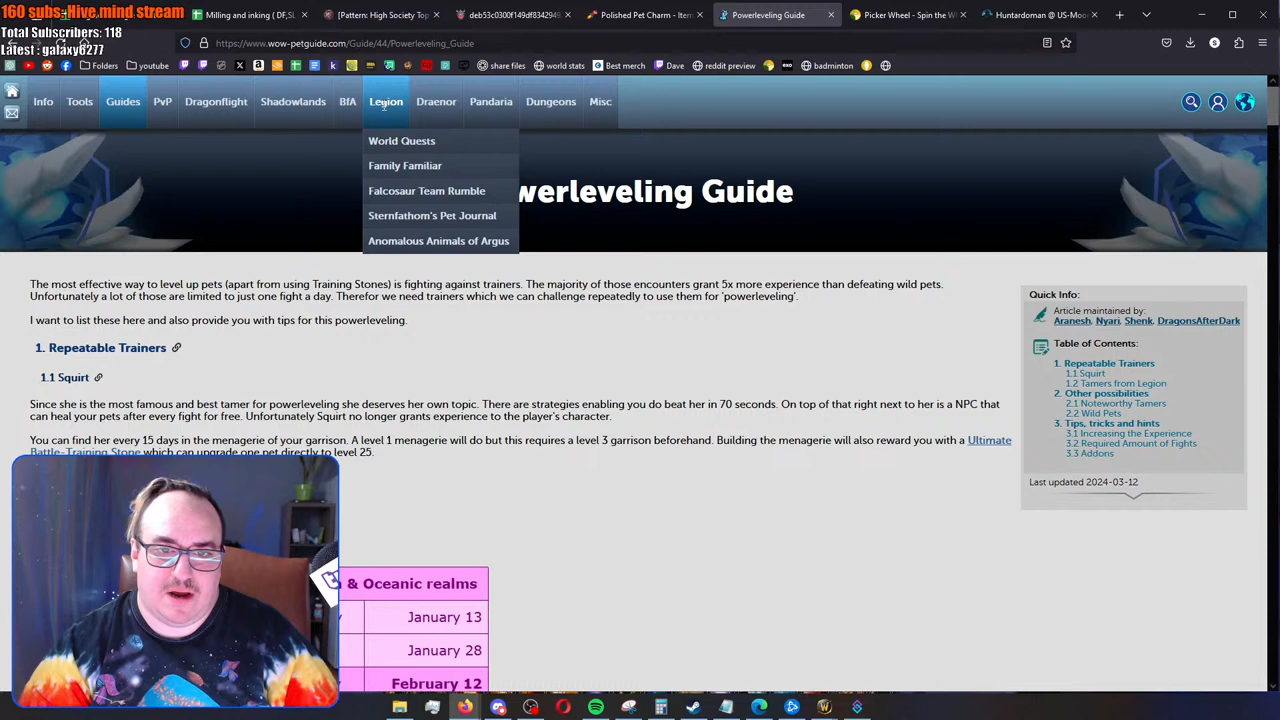 160 subs-Hive mind stream
Total Subscribers: 118
Latest : galaxy6277
Milling and inking ( DF,S
[Pattern: High Society Top
deb53c0300f149df834294
Polished Pet Charm - Item
Powerleveling Guide
Picker Wheel - Spin the W
Huntardoman @ US-Moon
https://www.wow-petguide.com/Guide/44/Powerleveling_Guide
Folders
youtube
share files
world stats
Best merch
Dave
reddit preview
badminton
Info
Tools
Guides
PvP
Dragonflight
Shadowlands
BfA
Legion
Draenor
Pandaria
Dungeons
Misc
World Quests
Family Familiar
Falcosaur Team Rumble
Sternfathom's Pet Journal
Anomalous Animals of Argus
werleveling Guide
The most effective way to level up pets (apart from using Training Stones) is fighting against trainers. The majority of those encounters grant 5x more experience than defeating wild pets.
Unfortunately a lot of those are limited to just one fight a day. Therefor we need trainers which we can challenge repeatedly to use them for 'powerleveling'.
I want to list these here and also provide you with tips for this powerleveling.
1. Repeatable Trainers
1.1 Squirt
Since she is the most famous and best tamer for powerleveling she deserves her own topic. There are strategies enabling you do beat her in 70 seconds. On top of that right next to her is a NPC that
can heal your pets after every fight for free. Unfortunately Squirt no longer grants experience to the player's character.
You can find her every 15 days in the menagerie of your garrison. A level 1 menagerie will do but this requires a level 3 garrison beforehand. Building the menagerie will also reward you with a Ultimate
Battle-Training Stone which can upgrade one pet directly to level 25.
& Oceanic realms
January 13
January 28
February 12
Quick Info:
Article maintained by:
Aranesh, Nyari, Shenk, DragonsAfterDark
Table of Contents:
1. Repeatable Trainers
1.1 Squirt
1.2 Tamers from Legion
2. Other possibilities
2.1 Noteworthy Tamers
2.2 Wild Pets
3. Tips, tricks and hints
3.1 Increasing the Experience
3.2 Required Amount of Fights
3.3 Addons
Last updated 2024-03-12